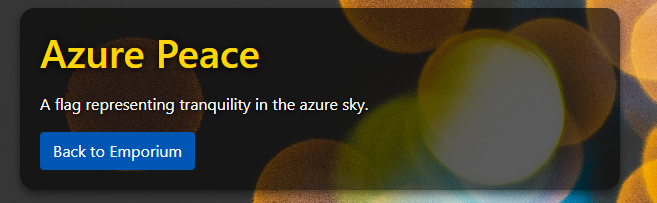 Azure Peace
A flag representing tranquility in the azure sky.
Back to Emporium